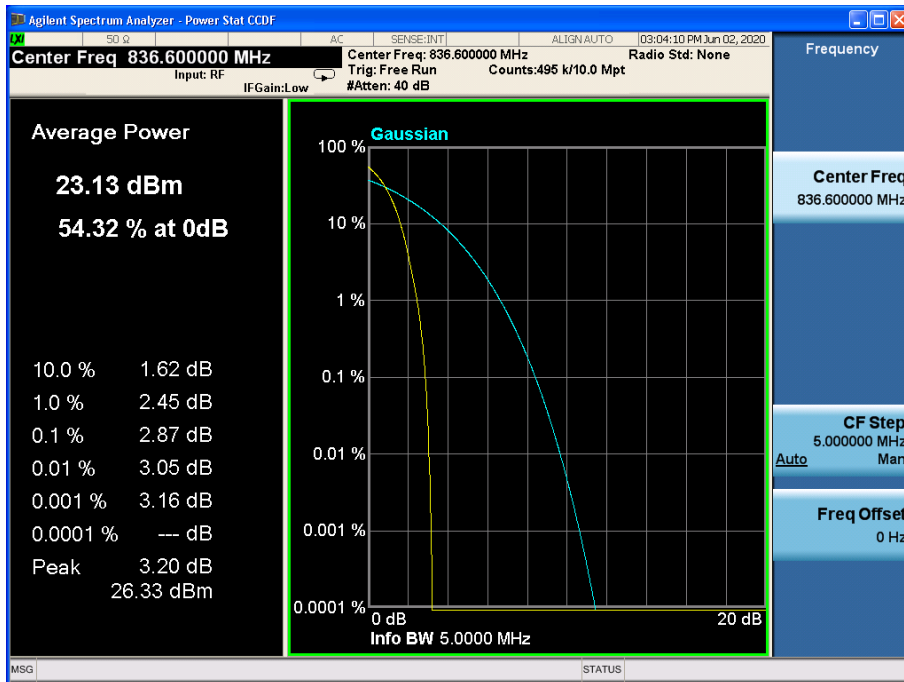 Agilent Spectrum Analyzer - Power Stat CCDF
LXI 50 Ω AC SENSE:INT ALIGN AUTO 03:04:10 PM Jun 02, 2020
Center Freq 836.600000 MHz
Input: RF
IFGain:Low
Center Freq: 836.600000 MHz
Radio Std: None
Trig: Free Run
Counts:495 k/10.0 Mpt
#Atten: 40 dB
Frequency
Average Power
23.13 dBm
54.32 % at 0dB
10.0 % 1.62 dB
1.0 % 2.45 dB
0.1 % 2.87 dB
0.01 % 3.05 dB
0.001 % 3.16 dB
0.0001 % --- dB
Peak 3.20 dB
26.33 dBm
Gaussian
100 %
10 %
1 %
0.1 %
0.01 %
0.001 %
0.0001 %
0 dB
20 dB
Info BW 5.0000 MHz
Center Freq
836.600000 MHz
CF Step
5.000000 MHz
Auto Man
Freq Offset
0 Hz
MSG
STATUS